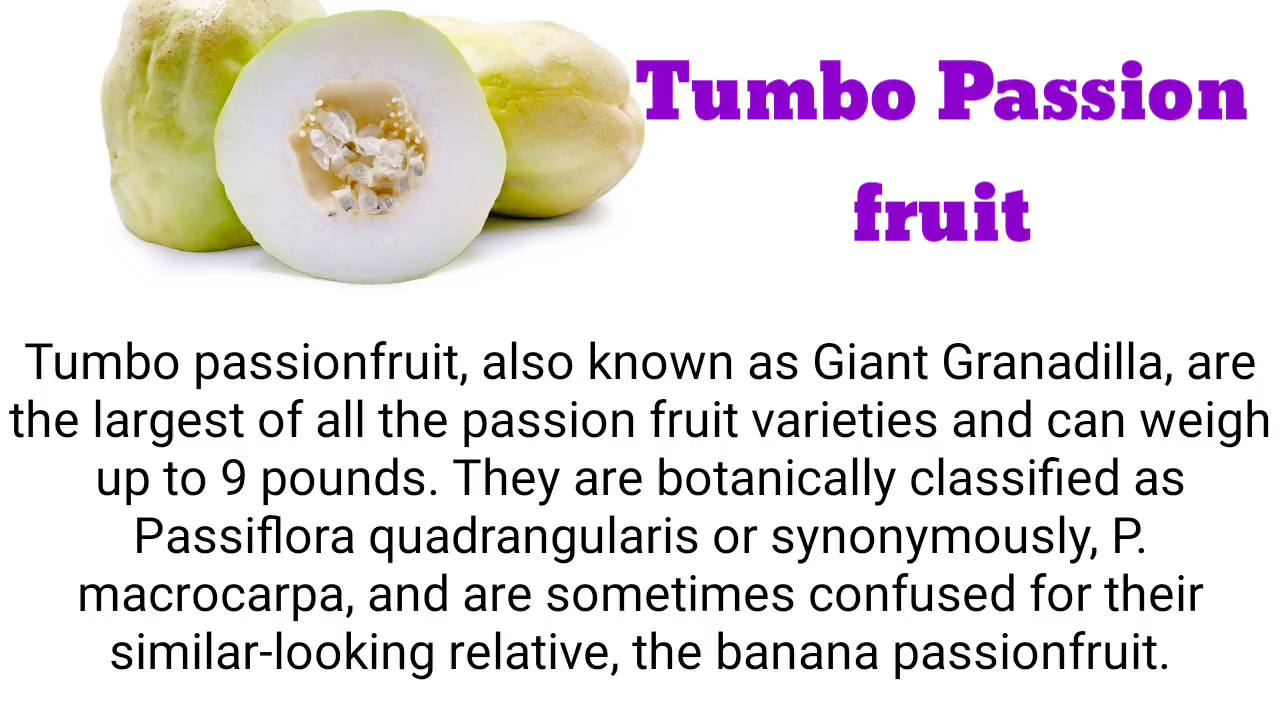 Tumbo Passion
fruit
Tumbo passionfruit, also known as Giant Granadilla, are
the largest of all the passion fruit varieties and can weigh
up to 9 pounds. They are botanically classified as
Passiflora quadrangularis or synonymously, P.
macrocarpa, and are sometimes confused for their
similar-looking relative, the banana passionfruit.